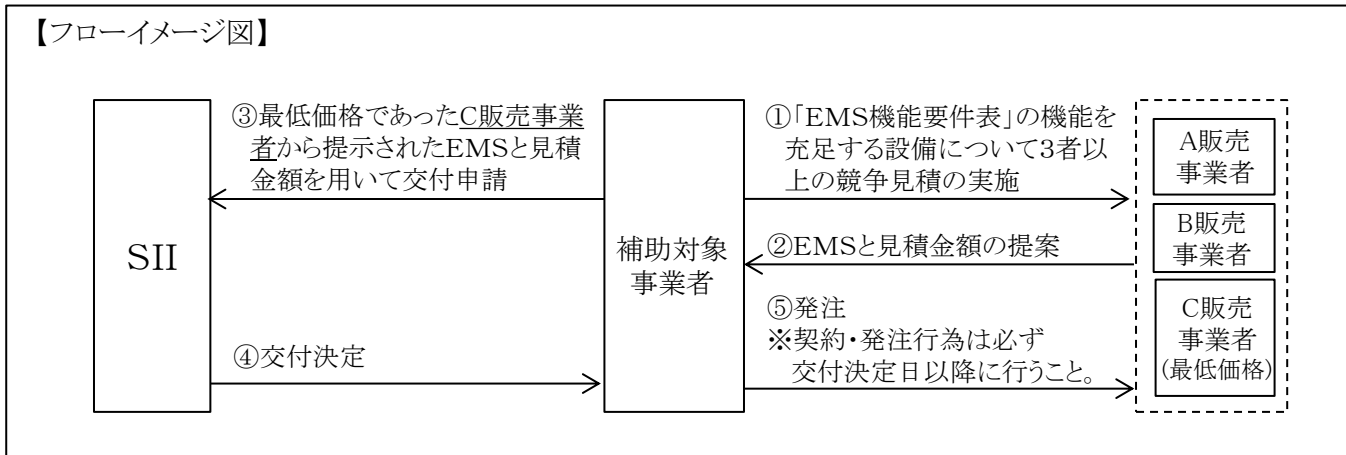 【フローイメージ図】
SII
③最低価格であったC販売事業
者から提示されたEMSと見積
金額を用いて交付申請
④交付決定
補助対象
事業者
①「EMS機能要件表」の機能を
充足する設備について3者以
上の競争見積の実施
②EMSと見積金額の提案
⑤発注
※契約・発注行為は必ず
交付決定日以降に行うこと。
A販売
事業者
B販売
事業者
C販売
事業者
(最低価格)